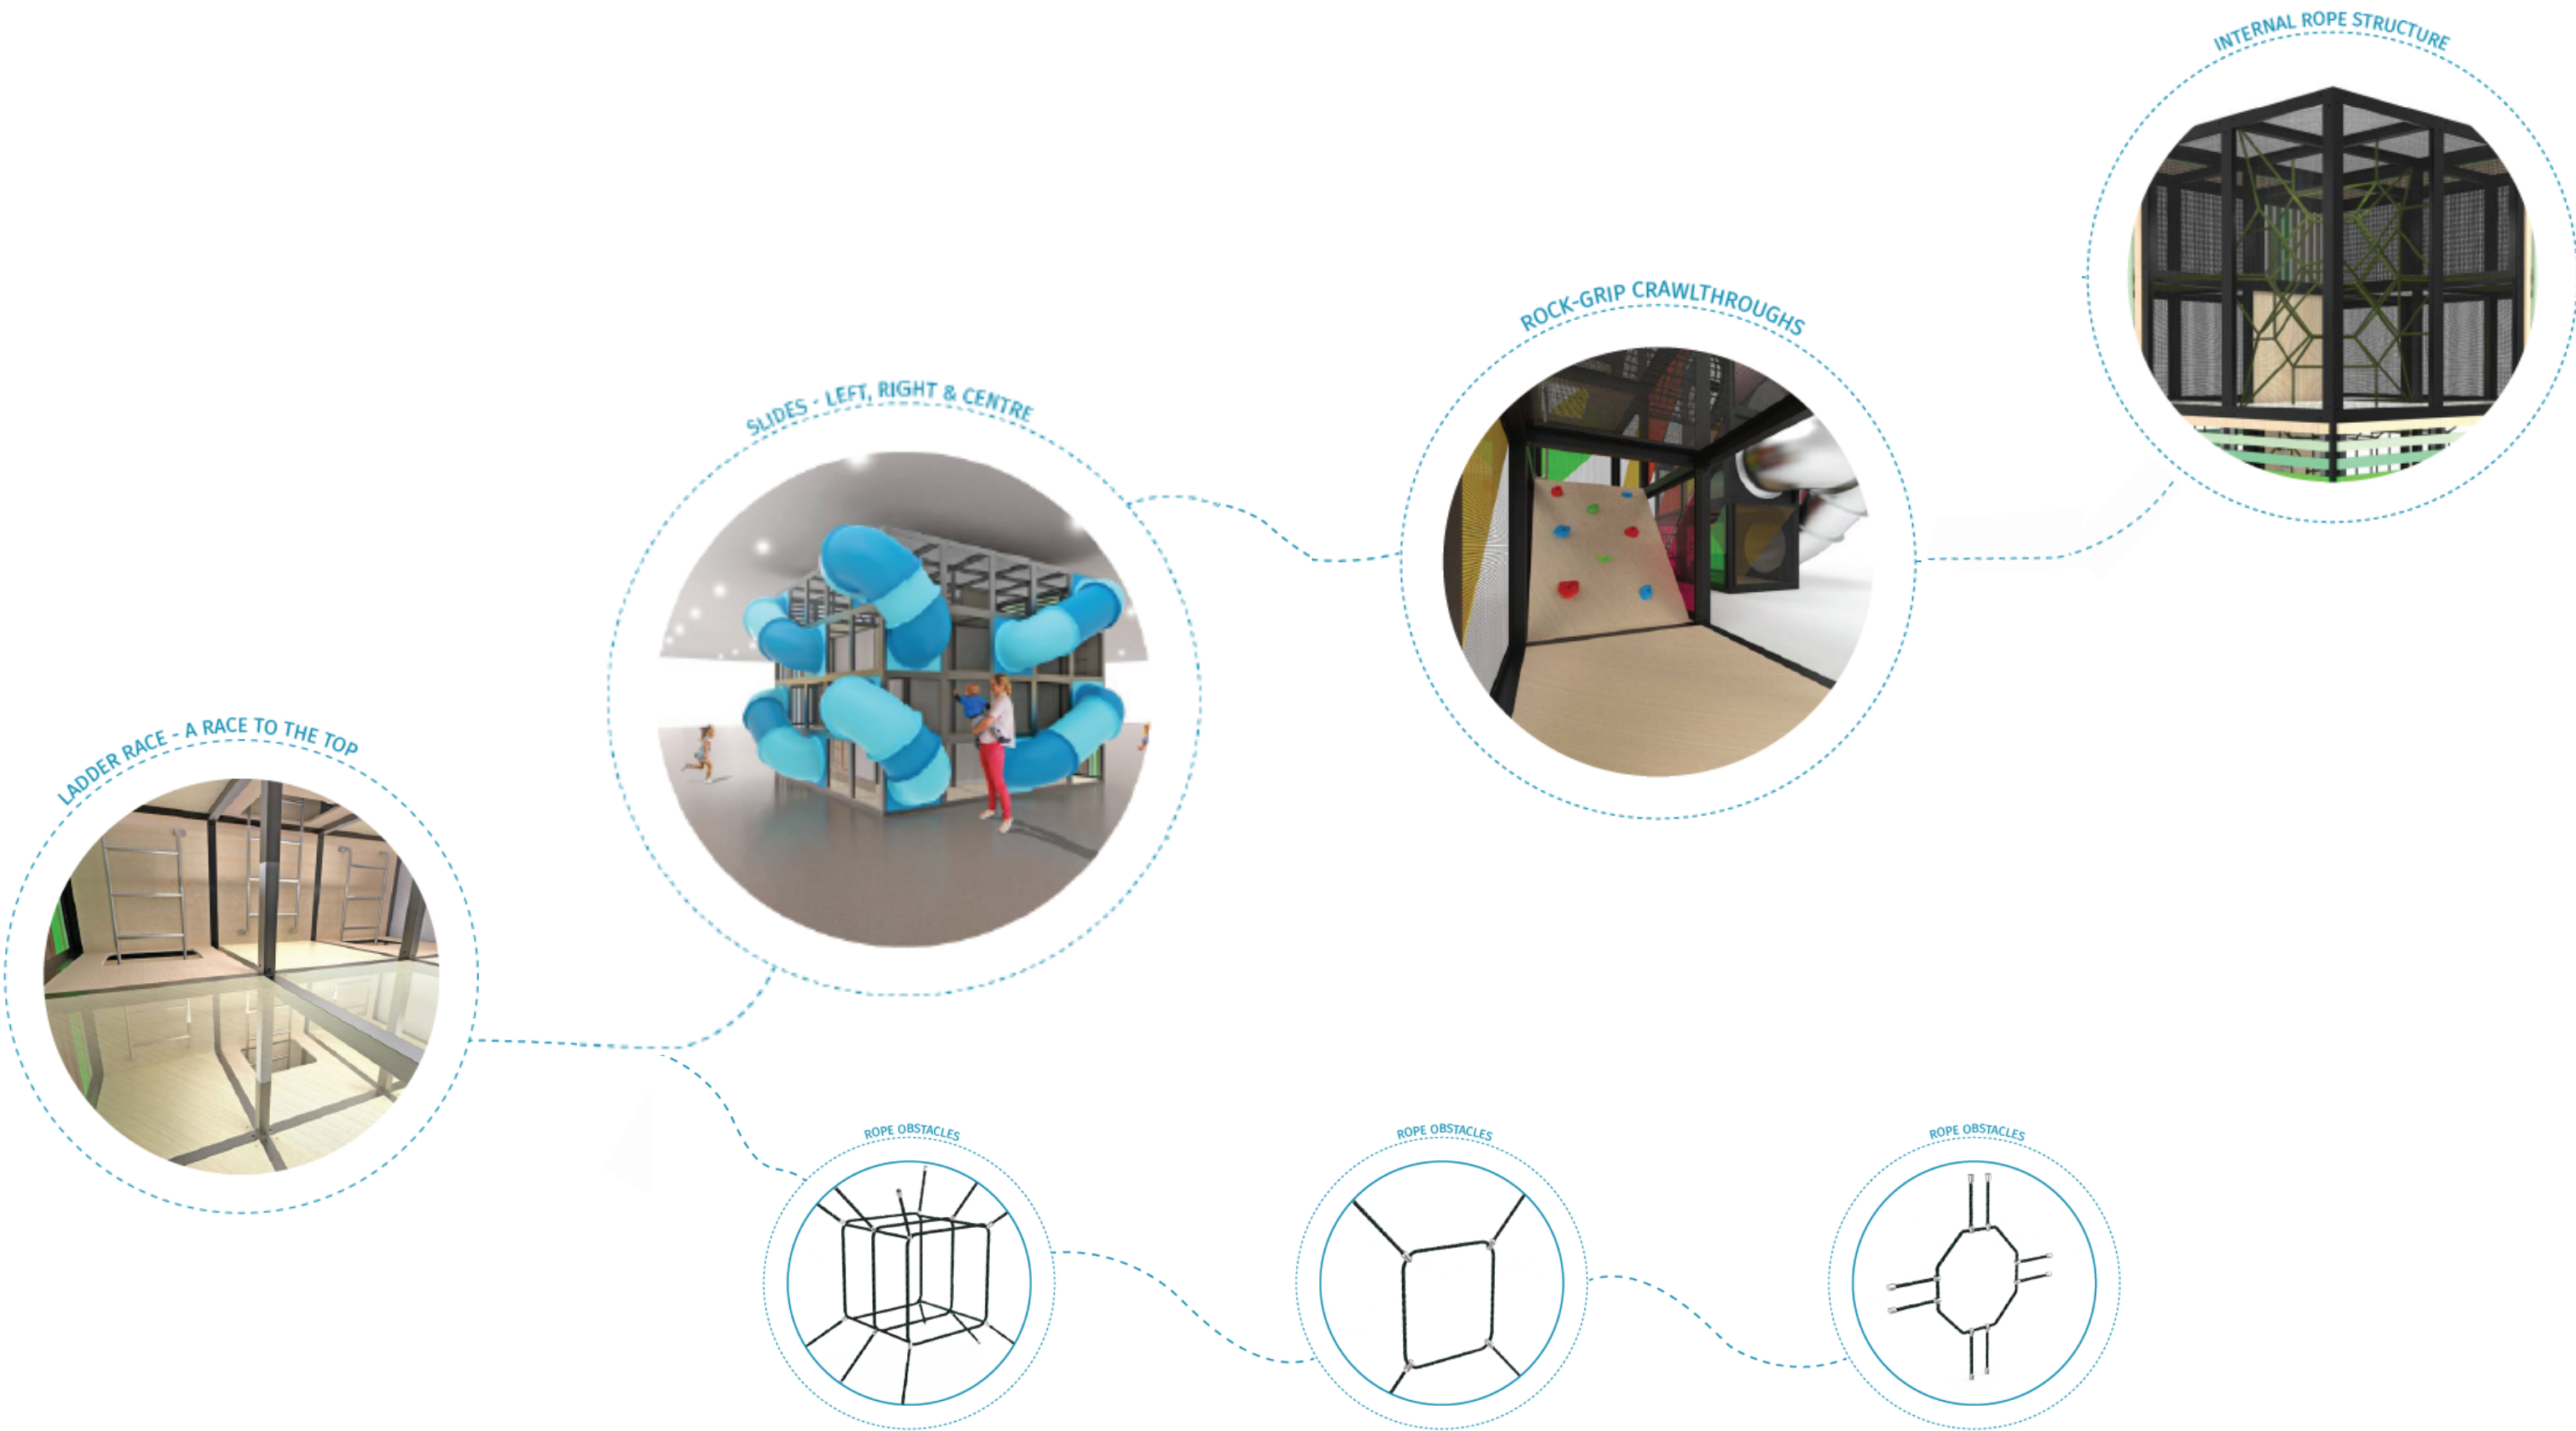 INTERNAL ROPE STRUCTURE
ROCK-GRIP CRAWLTHROUGHS
SLIDES - LEFT, RIGHT & CENTRE
LADDER RACE - A RACE TO THE TOP
ROPE OBSTACLES
ROPE OBSTACLES
ROPE OBSTACLES